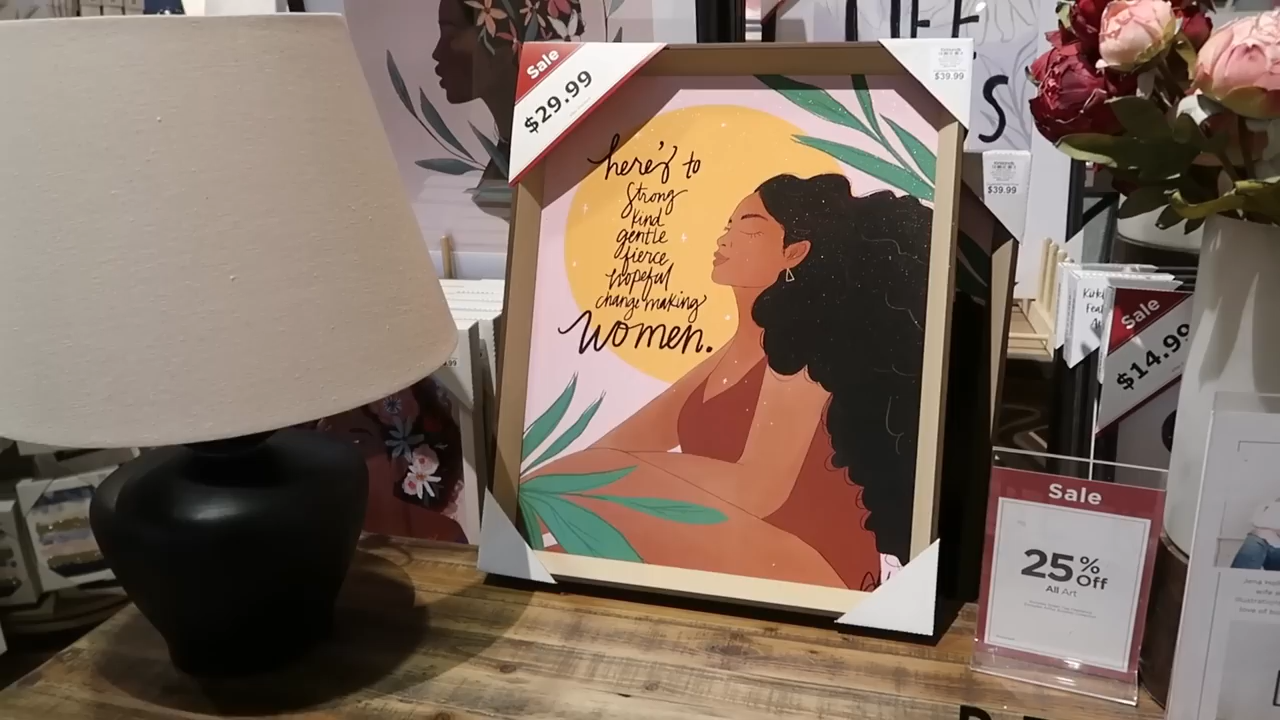 Sale
$29.99
$39.99
here's to
strong
kind
gentle
fierce
hopeful
change making
women.
$39.99
Sale
$14.99
Sale
25% Off
All Art